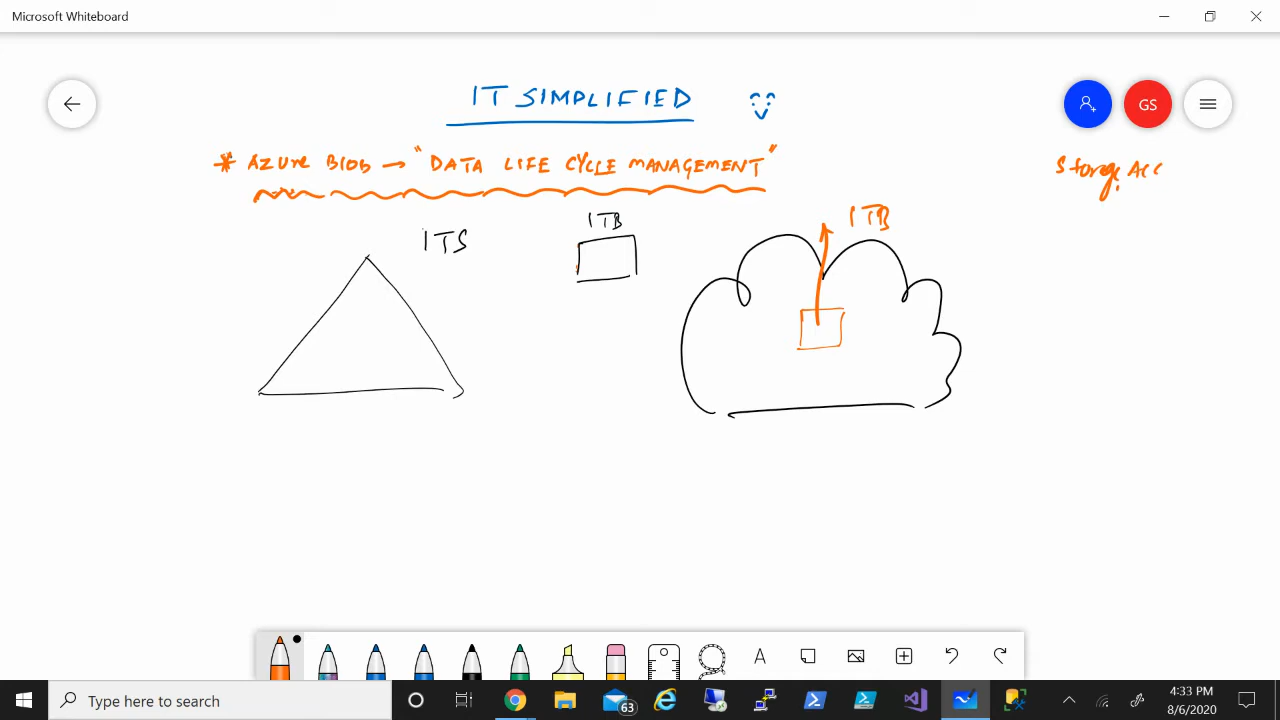 Microsoft Whiteboard
IT SIMPLIFIED
GS
* AZURE BLOB → "DATA LIFE CYCLE MANAGEMENT"
Storage Acc
ITS
1TB
1TB
A
Type here to search
63
4:33 PM
8/6/2020